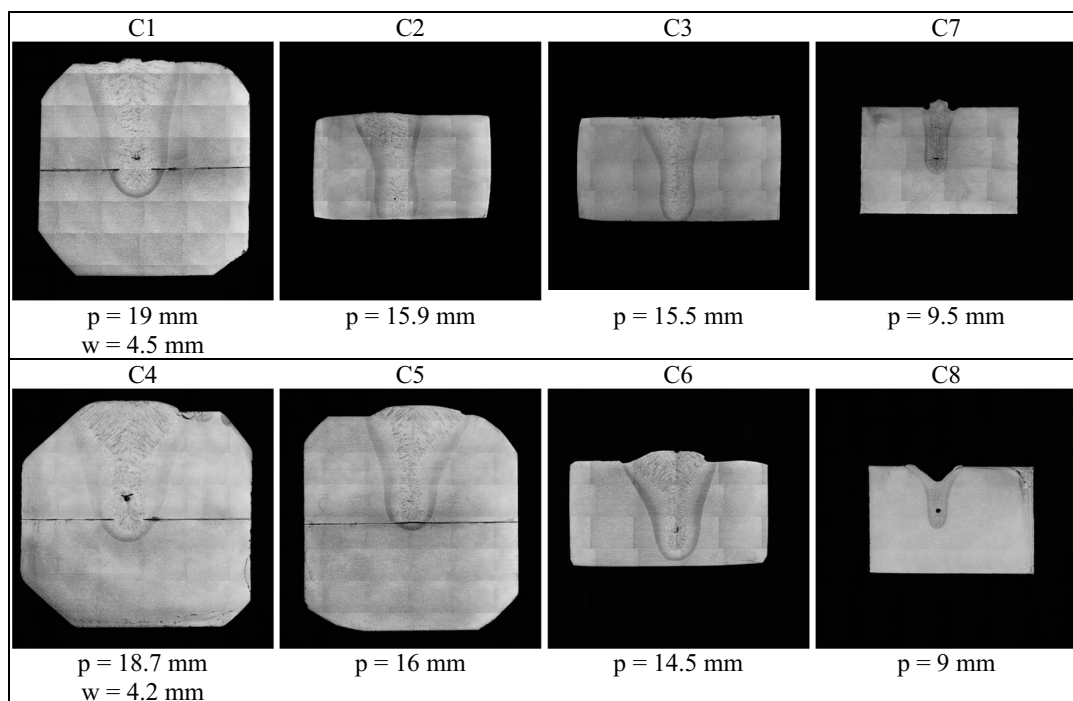 C1 C2 C3 C7
p = 19 mm p = 15.9 mm p = 15.5 mm p = 9.5 mm
w = 4.5 mm
C4 C5 C6 C8
p = 18.7 mm p = 16 mm p = 14.5 mm p = 9 mm
w = 4.2 mm